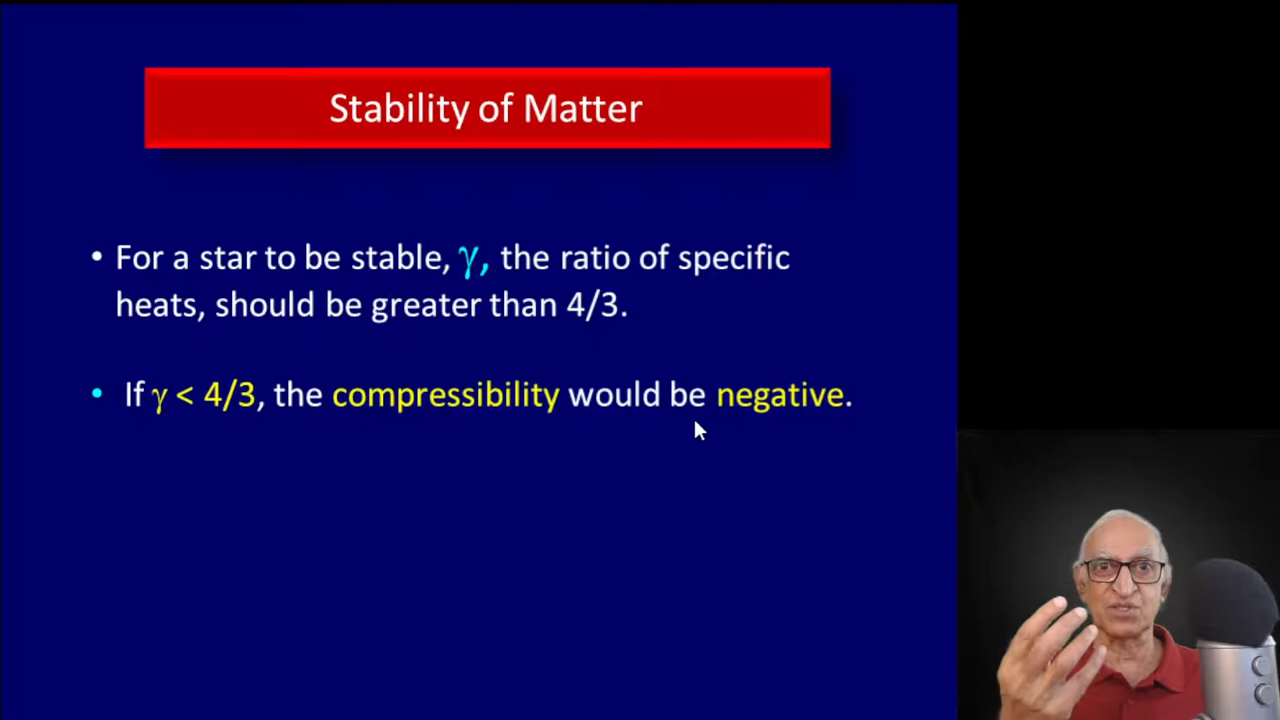 Stability of Matter
• For a star to be stable, γ, the ratio of specific
heats, should be greater than 4/3.
• If γ < 4/3, the compressibility would be negative.